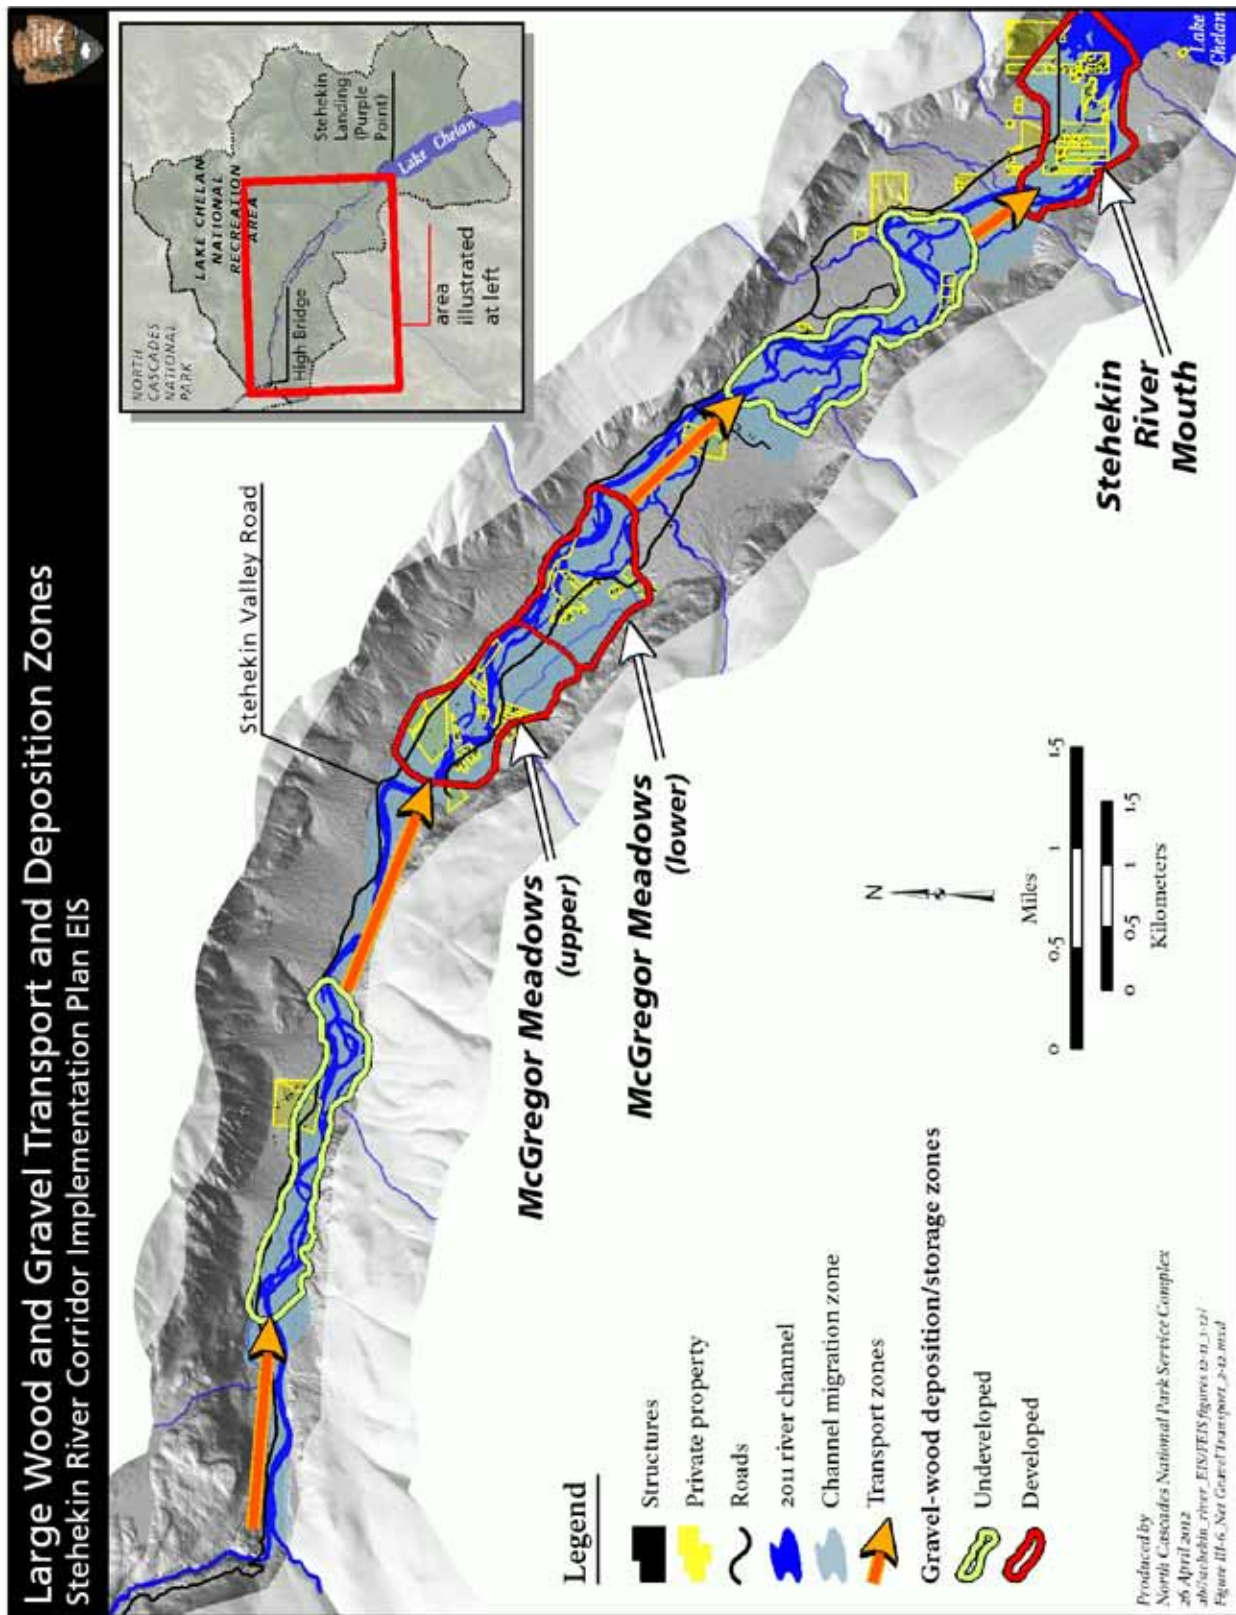 Large Wood and Gravel Transport and Deposition Zones
Stehekin River Corridor Implementation Plan EIS
NORTH
CASCADES
NATIONAL
PARK
LAKE CHELAN
NATIONAL
RECREATION
AREA
High Bridge
Stehekin
Landing
(Purple
Point)
Lake Chelan
area
illustrated
at left
Stehekin Valley Road
McGregor Meadows
(upper)
McGregor Meadows
(lower)
Stehekin
River
Mouth
Lake
Chelan
N
Miles
0 0.5 1 1.5
0 0.5 1 1.5
Kilometers
Legend
Structures
Private property
Roads
2011 river channel
Channel migration zone
Transport zones
Gravel-wood deposition/storage zones
Undeveloped
Developed
Produced by
North Cascades National Park Service Complex
26 April 2012